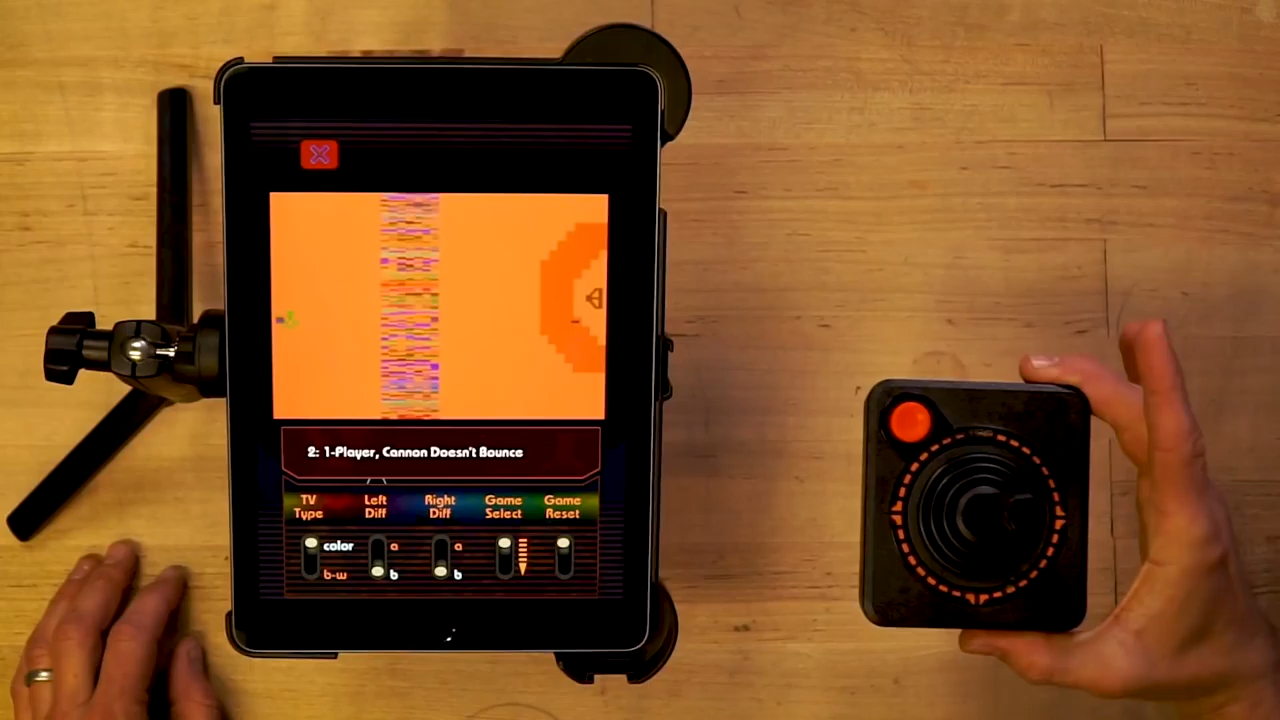 2: 1-Player, Cannon Doesn't Bounce
TV Type
Left Diff
Right Diff
Game Select
Game Reset
color
a
a
b-w
b
b